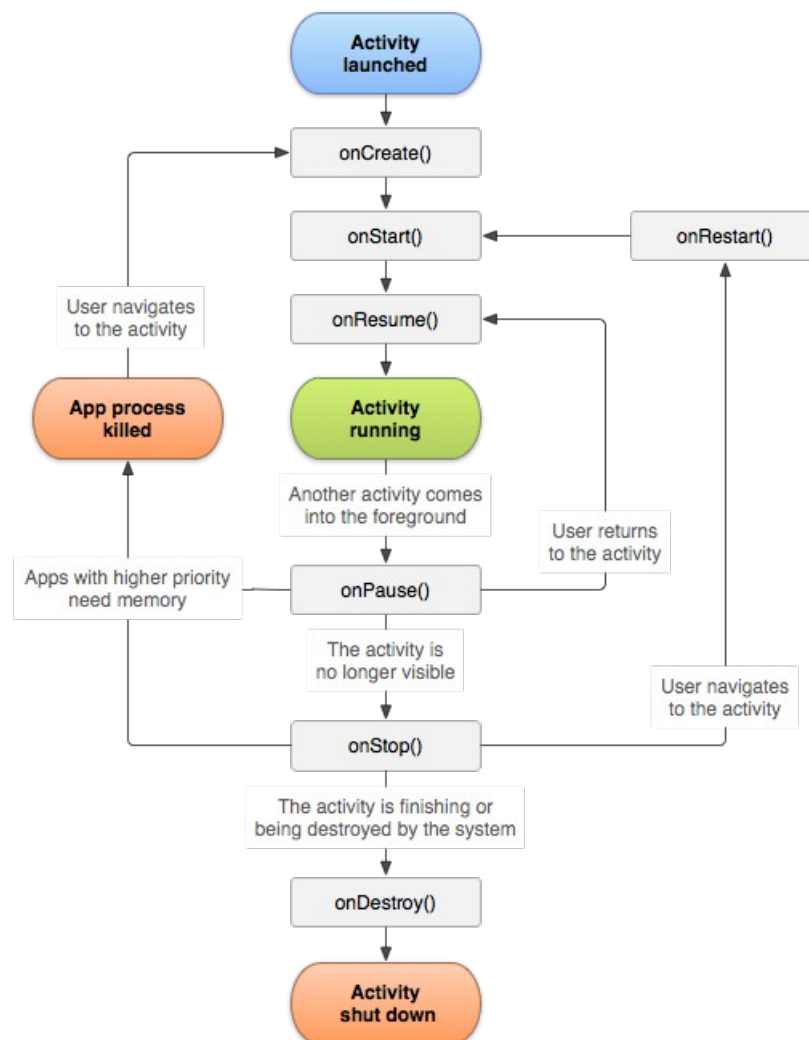 Activity
launched
onCreate()
onStart()
onRestart()
User navigates
to the activity
onResume()
App process
killed
Activity
running
Another activity comes
into the foreground
User returns
to the activity
Apps with higher priority
need memory
onPause()
The activity is
no longer visible
User navigates
to the activity
onStop()
The activity is finishing or
being destroyed by the system
onDestroy()
Activity
shut down